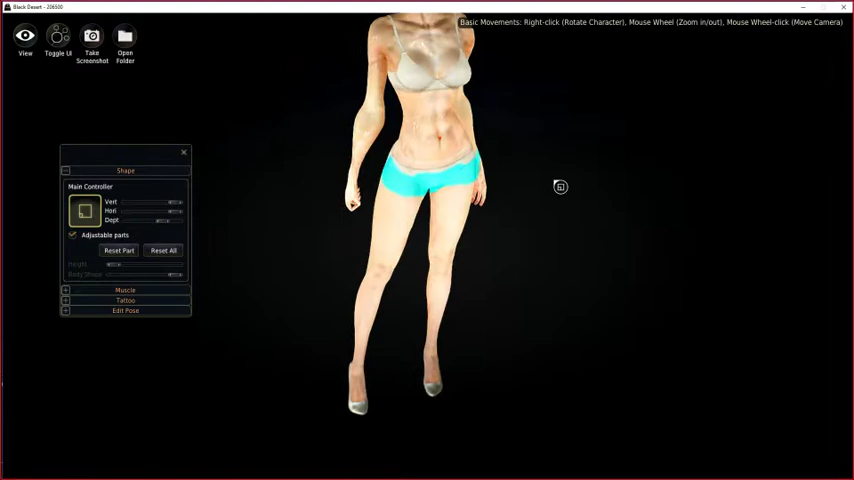 Black Desert - 206500
Basic Movements: Right-click (Rotate Character), Mouse Wheel (Zoom in/out), Mouse Wheel-click (Move Camera)
View
Toggle UI
Take Screenshot
Open Folder
Shape
Main Controller
Vert
Hori
Dept
Adjustable parts
Reset Part
Reset All
Height
Body Shape
Muscle
Tattoo
Edit Pose